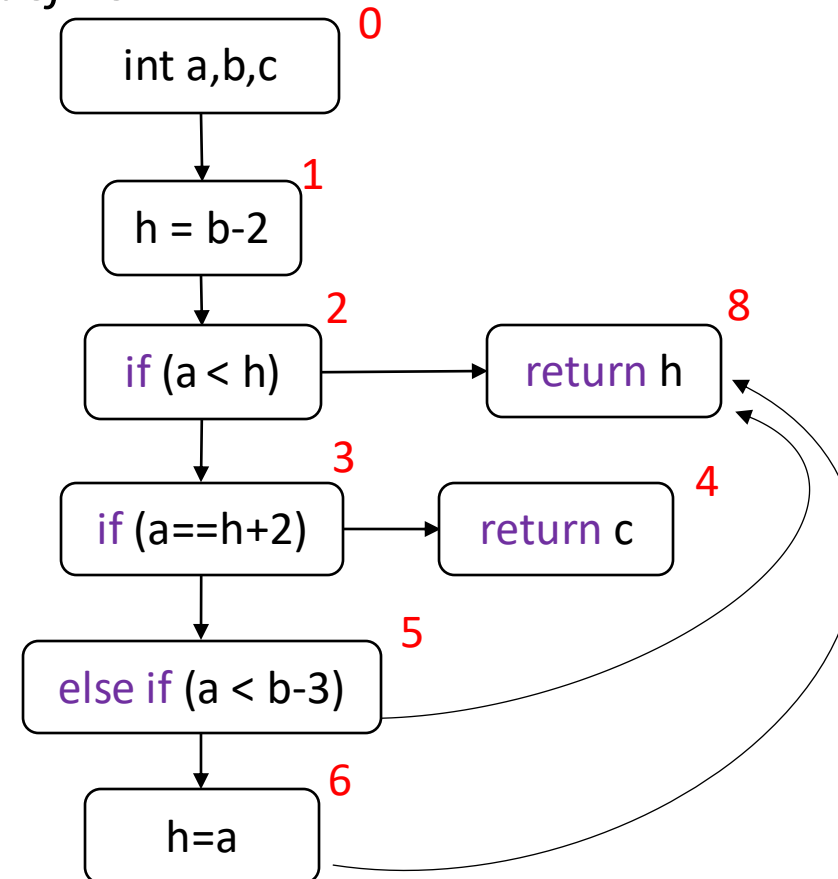 0
int a,b,c
1
h = b-2
2
if (a < h)
8
return h
3
if (a==h+2)
4
return c
5
else if (a < b-3)
6
h=a